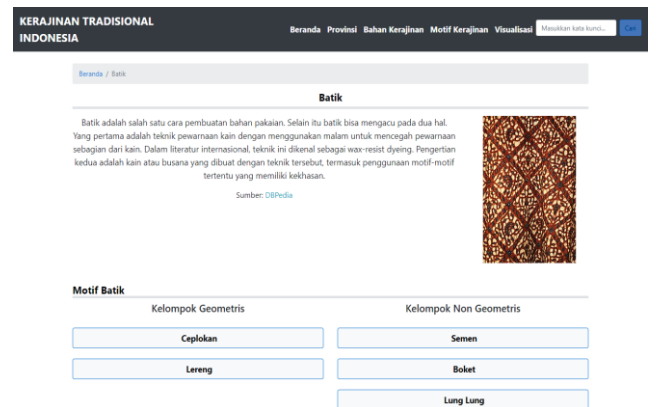 KERAJINAN TRADISIONAL
INDONESIA
Beranda Provinsi Bahan Kerajinan Motif Kerajinan Visualisasi Masukkan kata kunci... Cari
Beranda / Batik
Batik
Batik adalah salah satu cara pembuatan bahan pakaian. Selain itu batik bisa mengacu pada dua hal.
Yang pertama adalah teknik pewarnaan kain dengan menggunakan malam untuk mencegah pewarnaan
sebagian dari kain. Dalam literatur internasional, teknik ini dikenal sebagai wax-resist dyeing. Pengertian
kedua adalah kain atau busana yang dibuat dengan teknik tersebut, termasuk penggunaan motif-motif
tertentu yang memiliki kekhasan.
Sumber: DBPedia
Motif Batik
Kelompok Geometris
Ceplokan
Lereng
Kelompok Non Geometris
Semen
Boket
Lung Lung